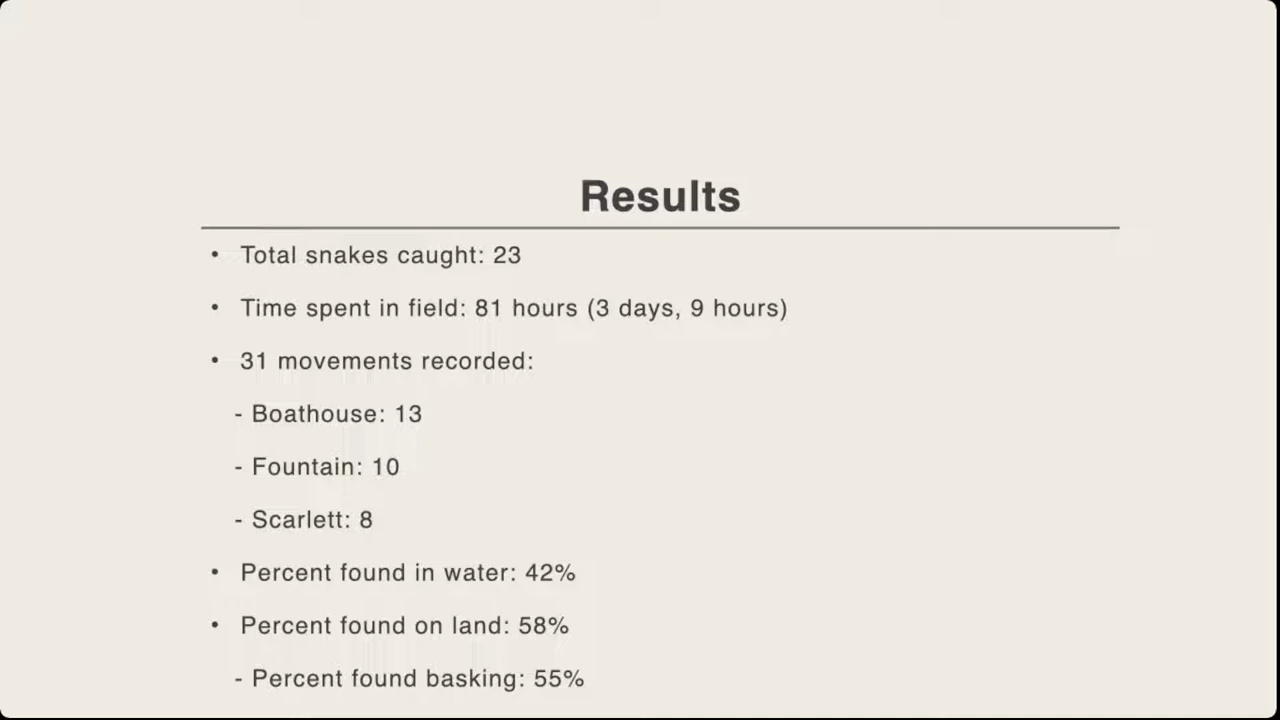 Results
• Total snakes caught: 23
• Time spent in field: 81 hours (3 days, 9 hours)
• 31 movements recorded:
- Boathouse: 13
- Fountain: 10
- Scarlett: 8
• Percent found in water: 42%
• Percent found on land: 58%
- Percent found basking: 55%